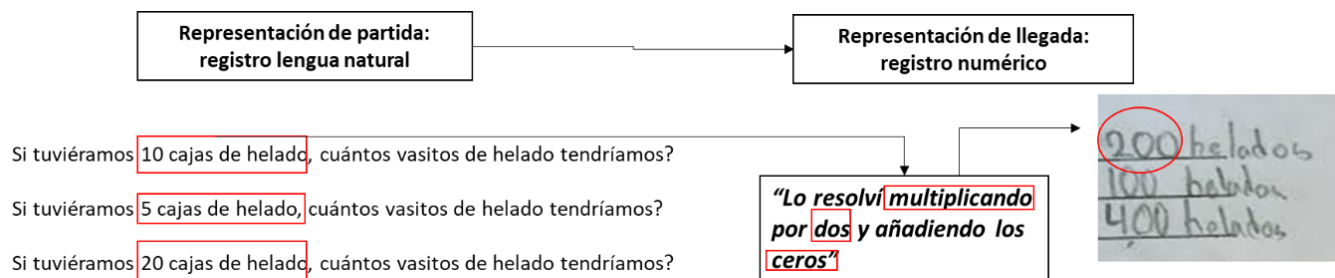 Representación de partida:
registro lengua natural
Representación de llegada:
registro numérico
Si tuviéramos 10 cajas de helado, cuántos vasitos de helado tendríamos?
Si tuviéramos 5 cajas de helado, cuántos vasitos de helado tendríamos?
Si tuviéramos 20 cajas de helado, cuántos vasitos de helado tendríamos?
"Lo resolví multiplicando
por dos y añadiendo los
ceros"
200 helados
100 helados
400 helados